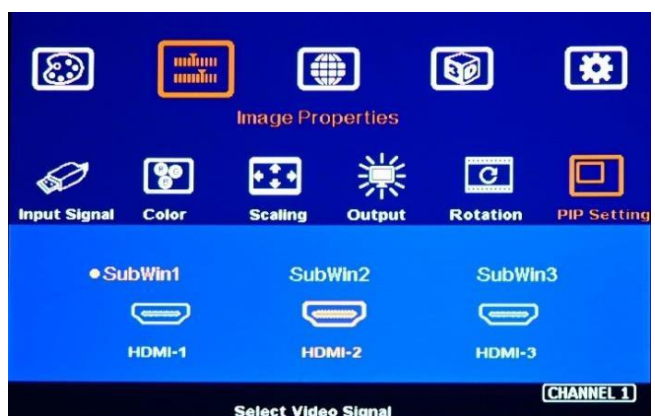 3D
Image Properties
Input Signal Color Scaling Output Rotation PIP Setting
SubWin1 SubWin2 SubWin3
HDMI-1 HDMI-2 HDMI-3
CHANNEL 1
Select Video Signal